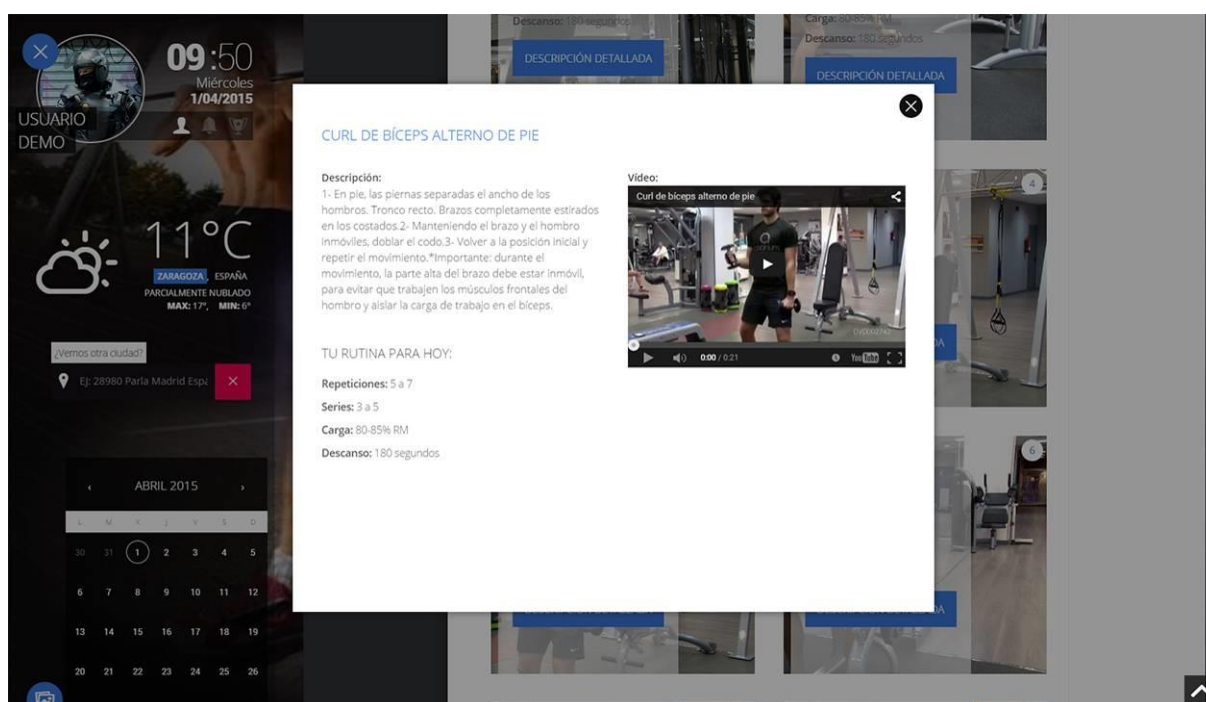 09:50
Miércoles
1/04/2015
USUARIO
DEMO
11°C
ZARAGOZA, ESPAÑA
PARCIALMENTE NUBLADO
MAX: 17º, MIN: 6º
¿Vemos otra ciudad?
EJ: 28980 Parla Madrid Espa
ABRIL 2015
L M X J V S D
30 31 1 2 3 4 5
6 7 8 9 10 11 12
13 14 15 16 17 18 19
20 21 22 23 24 25 26
Descanso: 180 segundos
DESCRIPCIÓN DETALLADA
Carga: 80-85% RM
Descanso: 180 segundos
DESCRIPCIÓN DETALLADA
CURL DE BÍCEPS ALTERNO DE PIE
Descripción:
1- En pie, las piernas separadas el ancho de los
hombros. Tronco recto. Brazos completamente estirados
en los costados.2- Manteniendo el brazo y el hombro
inmóviles, doblar el codo.3- Volver a la posición inicial y
repetir el movimiento.*Importante: durante el
movimiento, la parte alta del brazo debe estar inmóvil,
para evitar que trabajen los músculos frontales del
hombro y aislar la carga de trabajo en el bíceps.
TU RUTINA PARA HOY:
Repeticiones: 5 a 7
Series: 3 a 5
Carga: 80-85% RM
Descanso: 180 segundos
Vídeo:
Curl de bíceps alterno de pie
0:00 / 0:21
YouTube
4
6